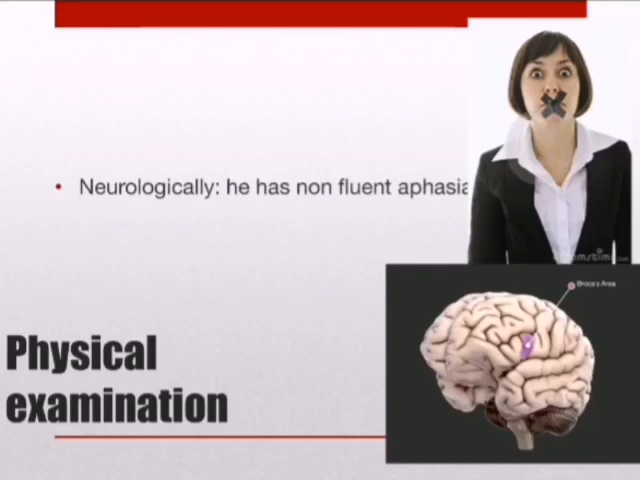 • Neurologically: he has non fluent aphasia
Broca's Area
Physical
examination